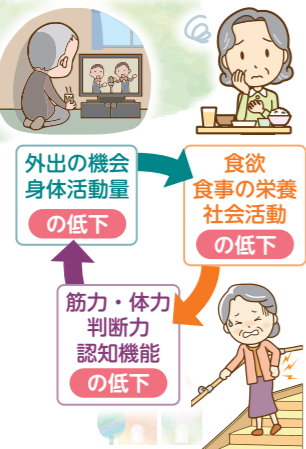 外出の機会
身体活動量
の低下
食欲
食事の栄養
社会活動
の低下
筋力・体力
判断力
認知機能
の低下